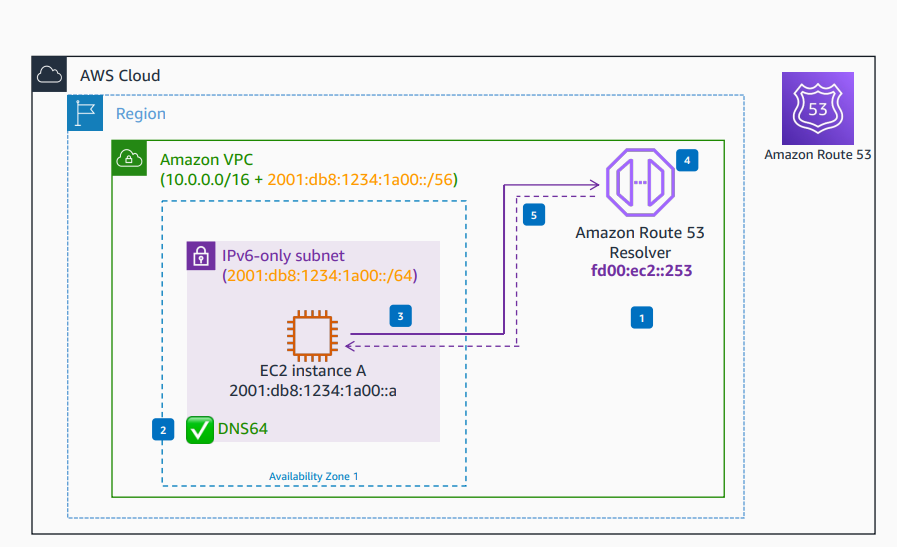 AWS Cloud
Region
53
Amazon Route 53
Amazon VPC
(10.0.0.0/16 + 2001:db8:1234:1a00::/56)
4
5
Amazon Route 53
Resolver
fd00:ec2::253
IPv6-only subnet
(2001:db8:1234:1a00::/64)
3
1
EC2 instance A
2001:db8:1234:1a00::a
2
DNS64
Availability Zone 1